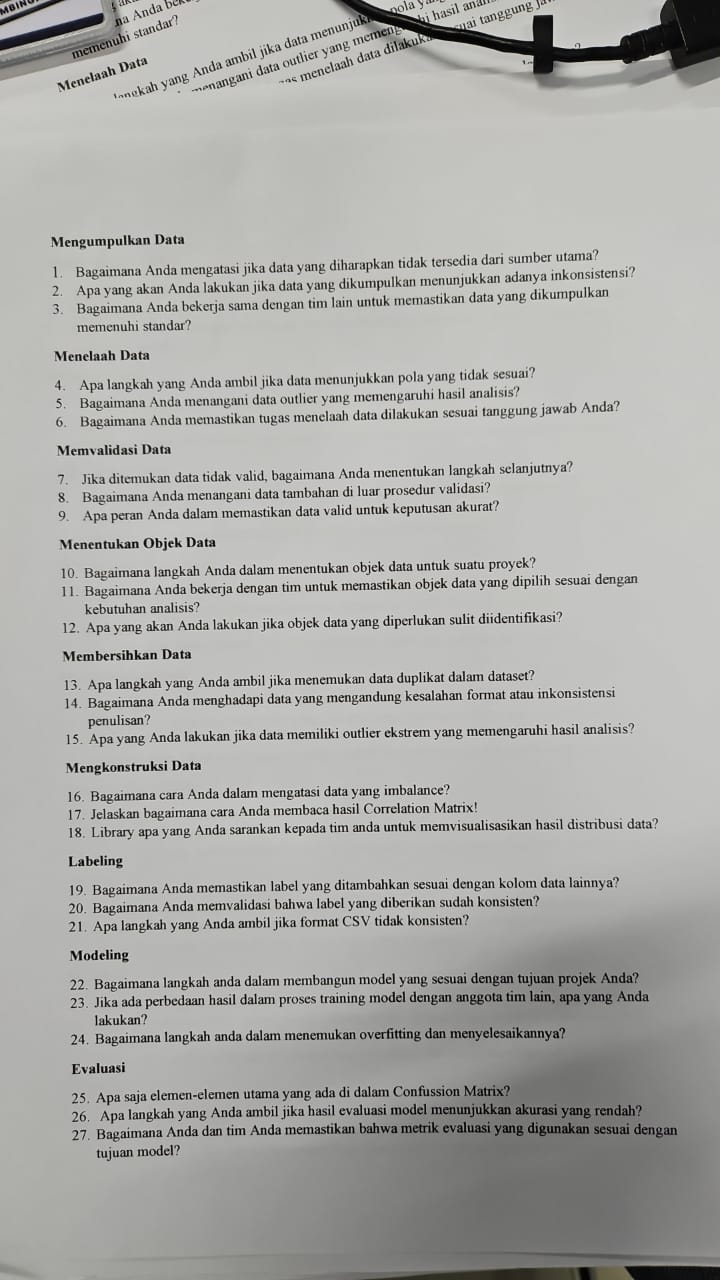 MBING
na Anda
memenuhi standar?
Menelaah Data
langkah yang Anda ambil jika data menunjuk pola
menangani data outlier yang hasil
menelaah data tanggung
Mengumpulkan Data
1. Bagaimana Anda mengatasi jika data yang diharapkan tidak tersedia dari sumber utama?
2. Apa yang akan Anda lakukan jika data yang dikumpulkan menunjukkan adanya inkonsistensi?
3. Bagaimana Anda bekerja sama dengan tim lain untuk memastikan data yang dikumpulkan
memenuhi standar?
Menelaah Data
4. Apa langkah yang Anda ambil jika data menunjukkan pola yang tidak sesuai?
5. Bagaimana Anda menangani data outlier yang memengaruhi hasil analisis?
6. Bagaimana Anda memastikan tugas menelaah data dilakukan sesuai tanggung jawab Anda?
Memvalidasi Data
7. Jika ditemukan data tidak valid, bagaimana Anda menentukan langkah selanjutnya?
8. Bagaimana Anda menangani data tambahan di luar prosedur validasi?
9. Apa peran Anda dalam memastikan data valid untuk keputusan akurat?
Menentukan Objek Data
10. Bagaimana langkah Anda dalam menentukan objek data untuk suatu proyek?
11. Bagaimana Anda bekerja dengan tim untuk memastikan objek data yang dipilih sesuai dengan
kebutuhan analisis?
12. Apa yang akan Anda lakukan jika objek data yang diperlukan sulit diidentifikasi?
Membersihkan Data
13. Apa langkah yang Anda ambil jika menemukan data duplikat dalam dataset?
14. Bagaimana Anda menghadapi data yang mengandung kesalahan format atau inkonsistensi
penulisan?
15. Apa yang Anda lakukan jika data memiliki outlier ekstrem yang memengaruhi hasil analisis?
Mengkonstruksi Data
16. Bagaimana cara Anda dalam mengatasi data yang imbalance?
17. Jelaskan bagaimana cara Anda membaca hasil Correlation Matrix!
18. Library apa yang Anda sarankan kepada tim anda untuk memvisualisasikan hasil distribusi data?
Labeling
19. Bagaimana Anda memastikan label yang ditambahkan sesuai dengan kolom data lainnya?
20. Bagaimana Anda memvalidasi bahwa label yang diberikan sudah konsisten?
21. Apa langkah yang Anda ambil jika format CSV tidak konsisten?
Modeling
22. Bagaimana langkah anda dalam membangun model yang sesuai dengan tujuan projek Anda?
23. Jika ada perbedaan hasil dalam proses training model dengan anggota tim lain, apa yang Anda
lakukan?
24. Bagaimana langkah anda dalam menemukan overfitting dan menyelesaikannya?
Evaluasi
25. Apa saja elemen-elemen utama yang ada di dalam Confussion Matrix?
26. Apa langkah yang Anda ambil jika hasil evaluasi model menunjukkan akurasi yang rendah?
27. Bagaimana Anda dan tim Anda memastikan bahwa metrik evaluasi yang digunakan sesuai dengan
tujuan model?